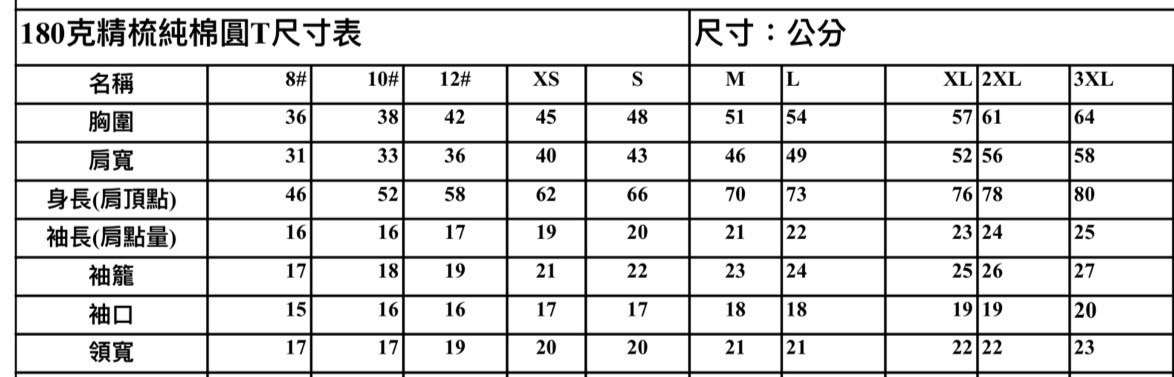 180克精梳純棉圓T尺寸表 尺寸：公分
名稱 8# 10# 12# XS S M L XL 2XL 3XL
胸圍 36 38 42 45 48 51 54 57 61 64
肩寬 31 33 36 40 43 46 49 52 56 58
身長(肩頂點) 46 52 58 62 66 70 73 76 78 80
袖長(肩點量) 16 16 17 19 20 21 22 23 24 25
袖籠 17 18 19 21 22 23 24 25 26 27
袖口 15 16 16 17 17 18 18 19 19 20
領寬 17 17 19 20 20 21 21 22 22 23